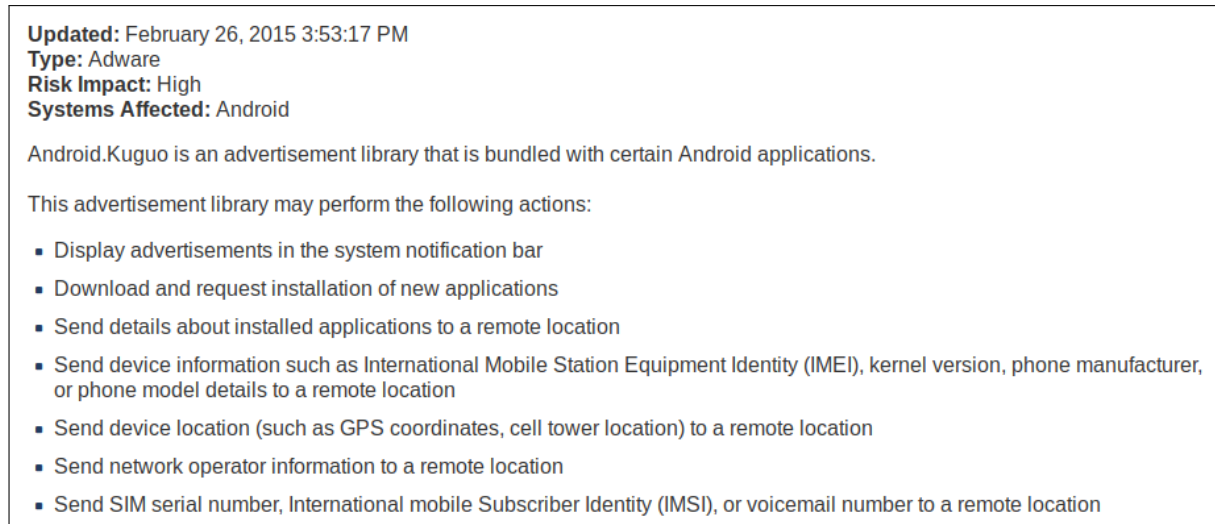 Updated: February 26, 2015 3:53:17 PM
Type: Adware
Risk Impact: High
Systems Affected: Android
Android.Kuguo is an advertisement library that is bundled with certain Android applications.
This advertisement library may perform the following actions:
▪ Display advertisements in the system notification bar
▪ Download and request installation of new applications
▪ Send details about installed applications to a remote location
▪ Send device information such as International Mobile Station Equipment Identity (IMEI), kernel version, phone manufacturer,
or phone model details to a remote location
▪ Send device location (such as GPS coordinates, cell tower location) to a remote location
▪ Send network operator information to a remote location
▪ Send SIM serial number, International mobile Subscriber Identity (IMSI), or voicemail number to a remote location